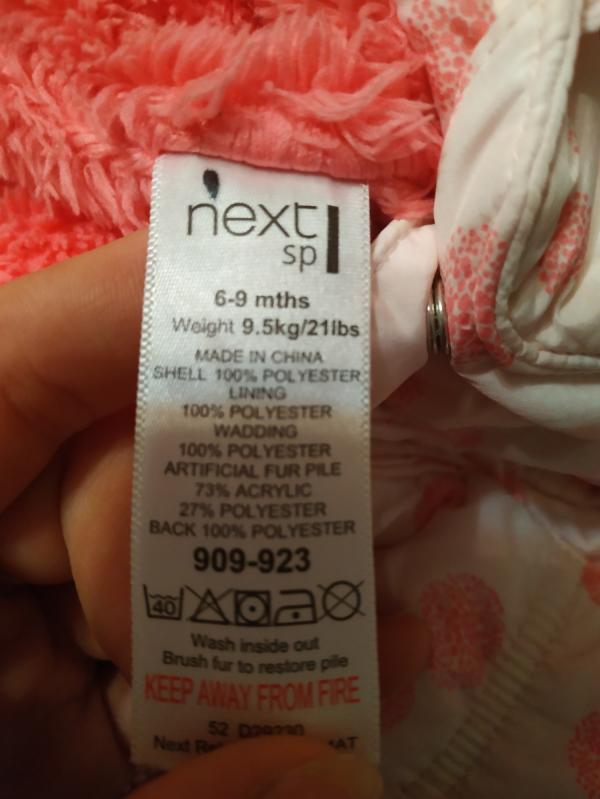 next
sp
6-9 mths
Weight 9.5kg/21lbs
MADE IN CHINA
SHELL 100% POLYESTER
LINING
100% POLYESTER
WADDING
100% POLYESTER
ARTIFICIAL FUR PILE
73% ACRYLIC
27% POLYESTER
BACK 100% POLYESTER
909-923
40
Wash inside out
Brush fur to restore pile
KEEP AWAY FROM FIRE
52
Next